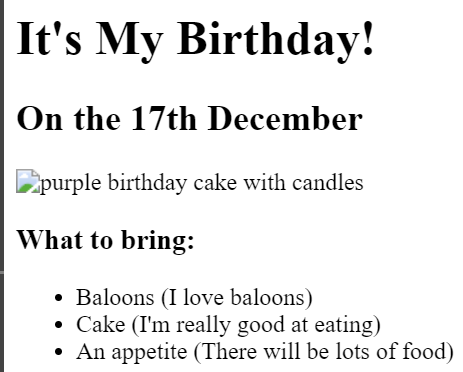 It's My Birthday!
On the 17th December
purple birthday cake with candles
What to bring:
Baloons (I love baloons)
Cake (I'm really good at eating)
An appetite (There will be lots of food)